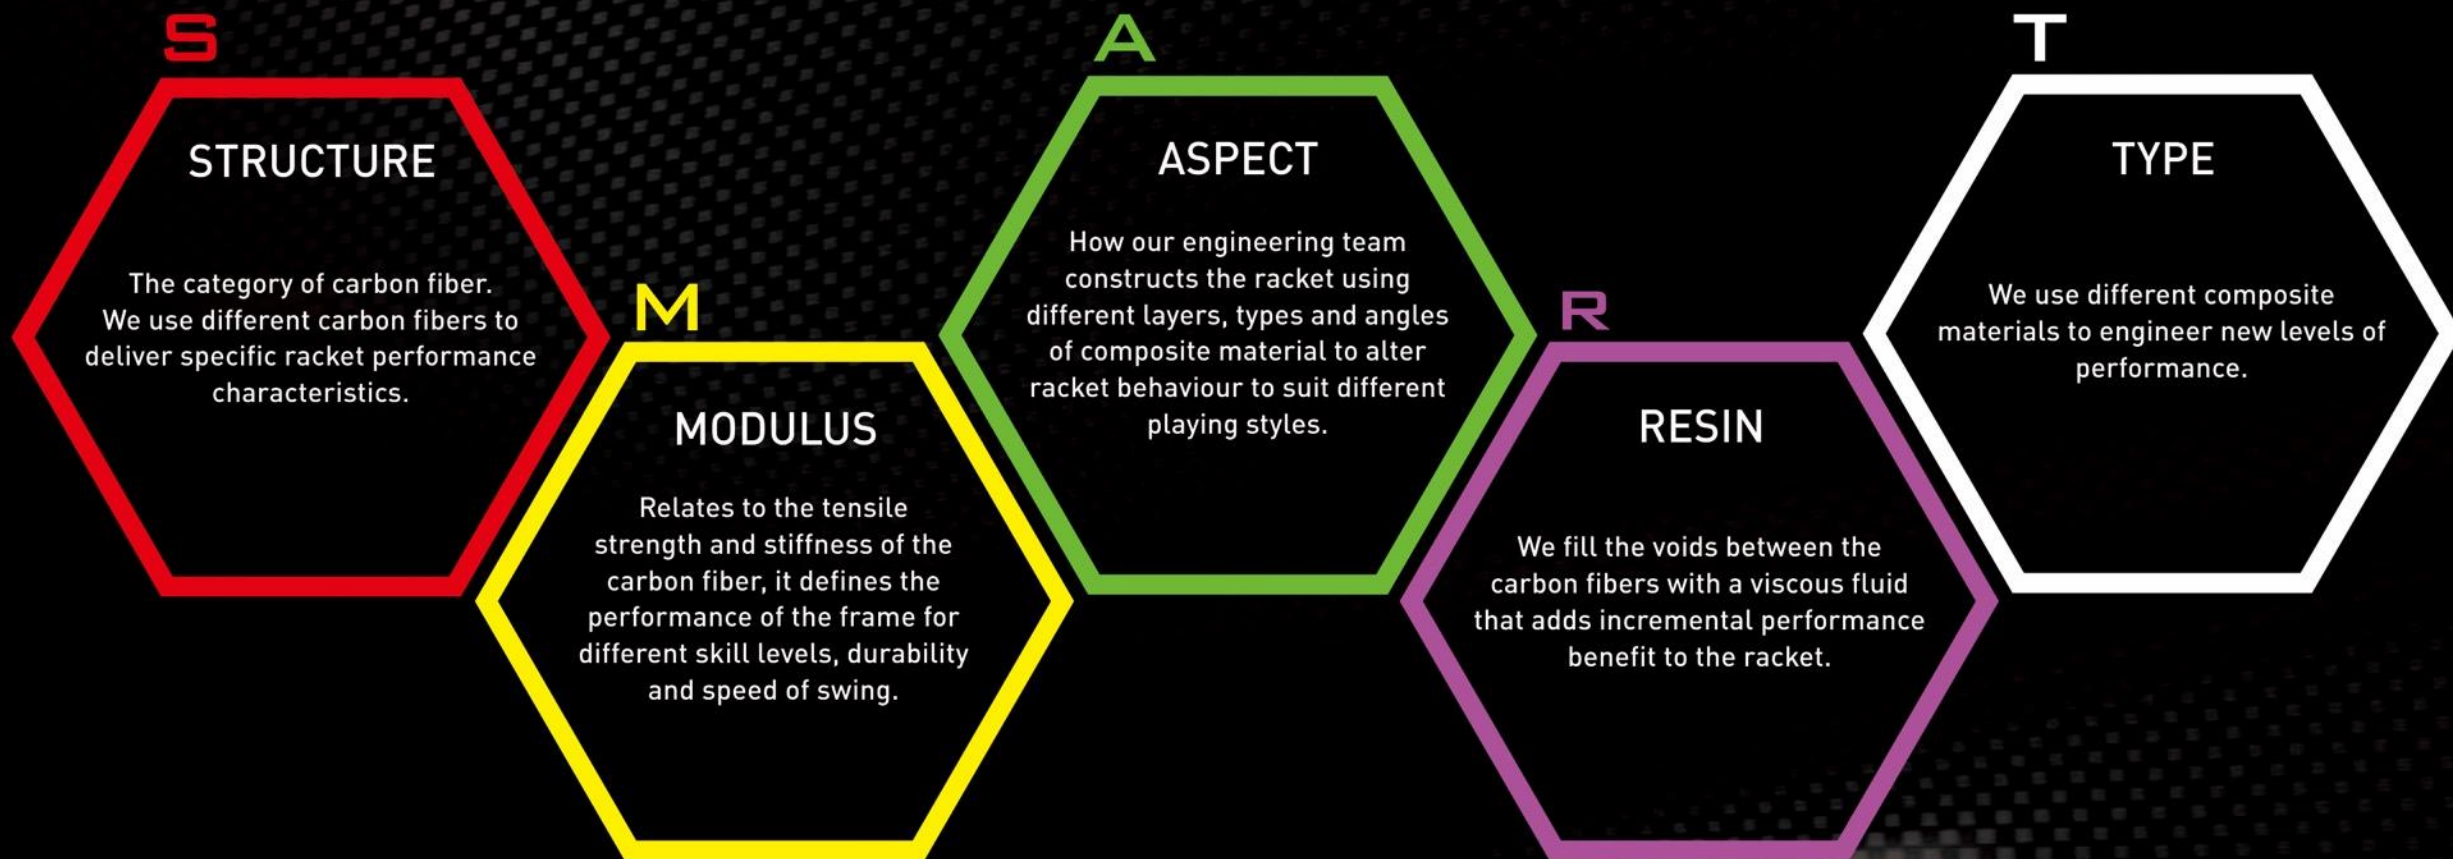 S
STRUCTURE
The category of carbon fiber.
We use different carbon fibers to
deliver specific racket performance
characteristics.
M
MODULUS
Relates to the tensile
strength and stiffness of the
carbon fiber, it defines the
performance of the frame for
different skill levels, durability
and speed of swing.
A
ASPECT
How our engineering team
constructs the racket using
different layers, types and angles
of composite material to alter
racket behaviour to suit different
playing styles.
R
RESIN
We fill the voids between the
carbon fibers with a viscous fluid
that adds incremental performance
benefit to the racket.
T
TYPE
We use different composite
materials to engineer new levels of
performance.